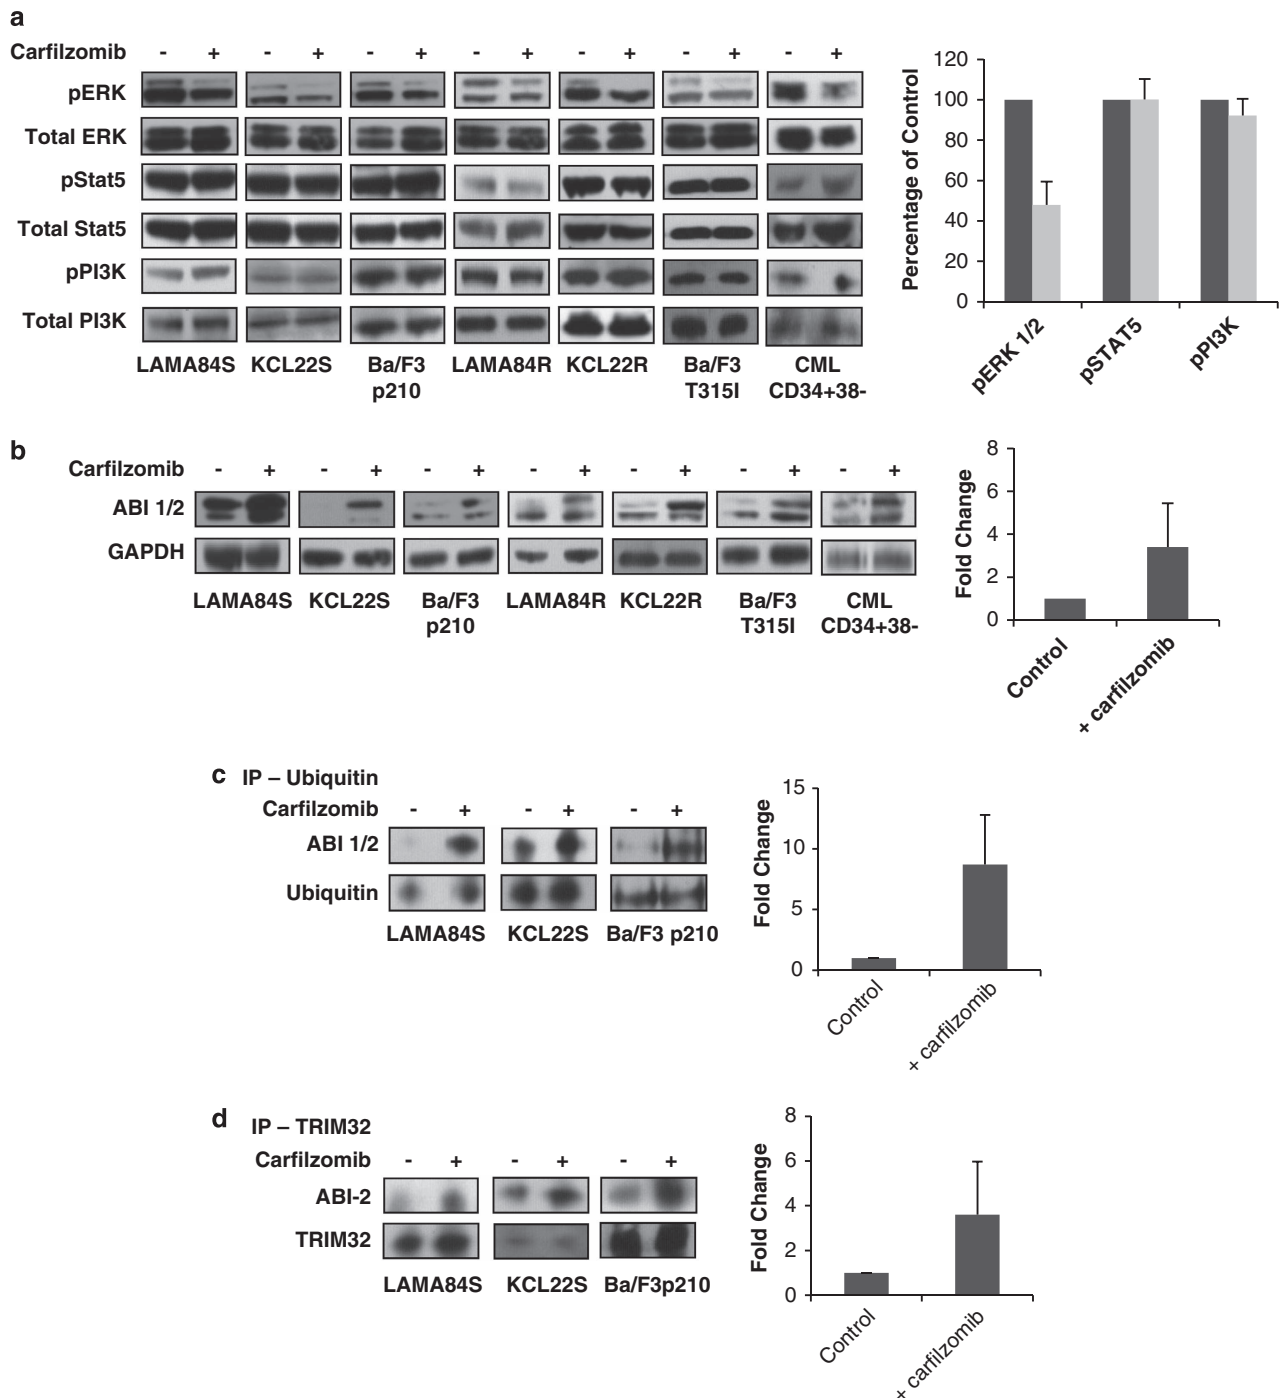 a
Carfilzomib - + - + - + - + - + - + - +
pERK
Total ERK
pStat5
Total Stat5
pPI3K
Total PI3K
LAMA84S KCL22S Ba/F3 p210 LAMA84R KCL22R Ba/F3 T315I CML CD34+38-
Percentage of Control
120
100
80
60
40
20
0
pERK 1/2 pSTAT5 pPI3K
b
Carfilzomib - + - + - + - + - + - + - +
ABI 1/2
GAPDH
LAMA84S KCL22S Ba/F3 p210 LAMA84R KCL22R Ba/F3 T315I CML CD34+38-
Fold Change
8
6
4
2
0
Control + carfilzomib
c IP – Ubiquitin
Carfilzomib - + - + - +
ABI 1/2
Ubiquitin
LAMA84S KCL22S Ba/F3 p210
Fold Change
15
10
5
0
Control + carfilzomib
d IP – TRIM32
Carfilzomib - + - + - +
ABI-2
TRIM32
LAMA84S KCL22S Ba/F3p210
Fold Change
8
6
4
2
0
Control + carfilzomib